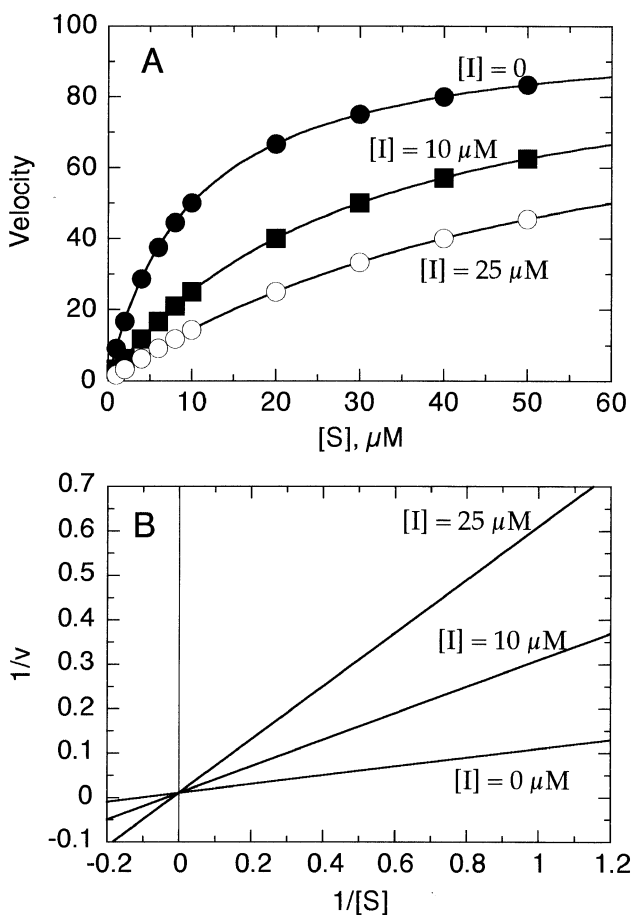 100
80
60
40
20
0
Velocity
A
[I] = 0
[I] = 10 µM
[I] = 25 µM
0 10 20 30 40 50 60
[S], µM
0.7
0.6
0.5
0.4
0.3
0.2
0.1
0
-0.1
1/v
B
[I] = 25 µM
[I] = 10 µM
[I] = 0 µM
-0.2 0 0.2 0.4 0.6 0.8 1 1.2
1/[S]